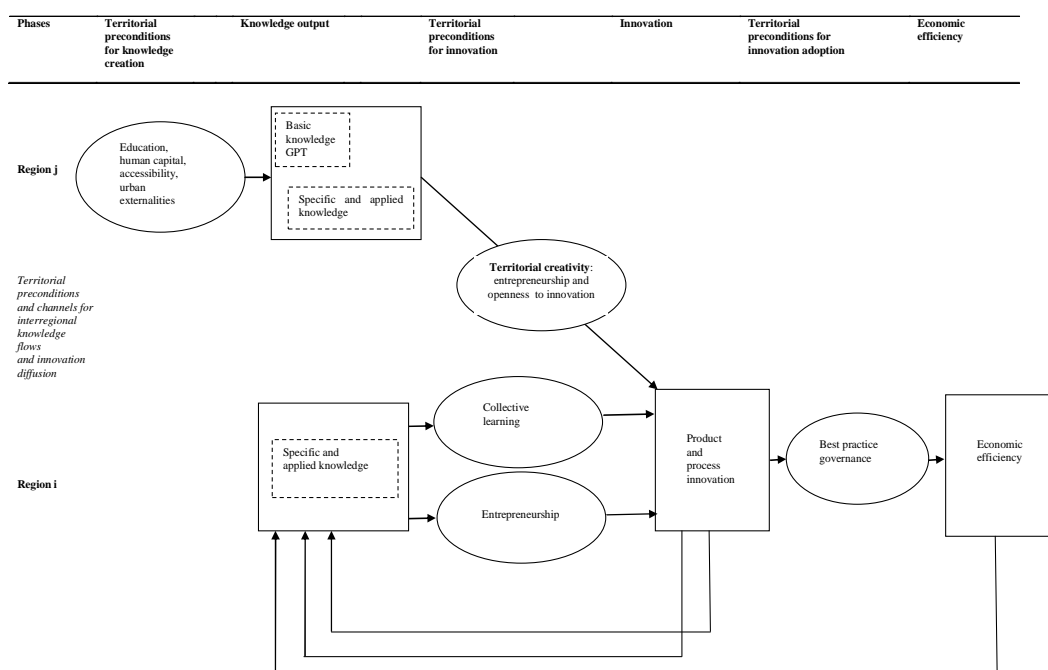 Phases
Territorial
preconditions
for knowledge
creation
Knowledge output
Territorial
preconditions
for innovation
Innovation
Territorial
preconditions for
innovation adoption
Economic
efficiency
Region j
Education,
human capital,
accessibility,
urban
externalities
Basic
knowledge
GPT
Specific and applied
knowledge
Territorial creativity:
entrepreneurship and
openness to innovation
Territorial
preconditions
and channels for
interregional
knowledge
flows
and innovation
diffusion
Region i
Specific and
applied knowledge
Collective
learning
Entrepreneurship
Product
and
process
innovation
Best practice
governance
Economic
efficiency